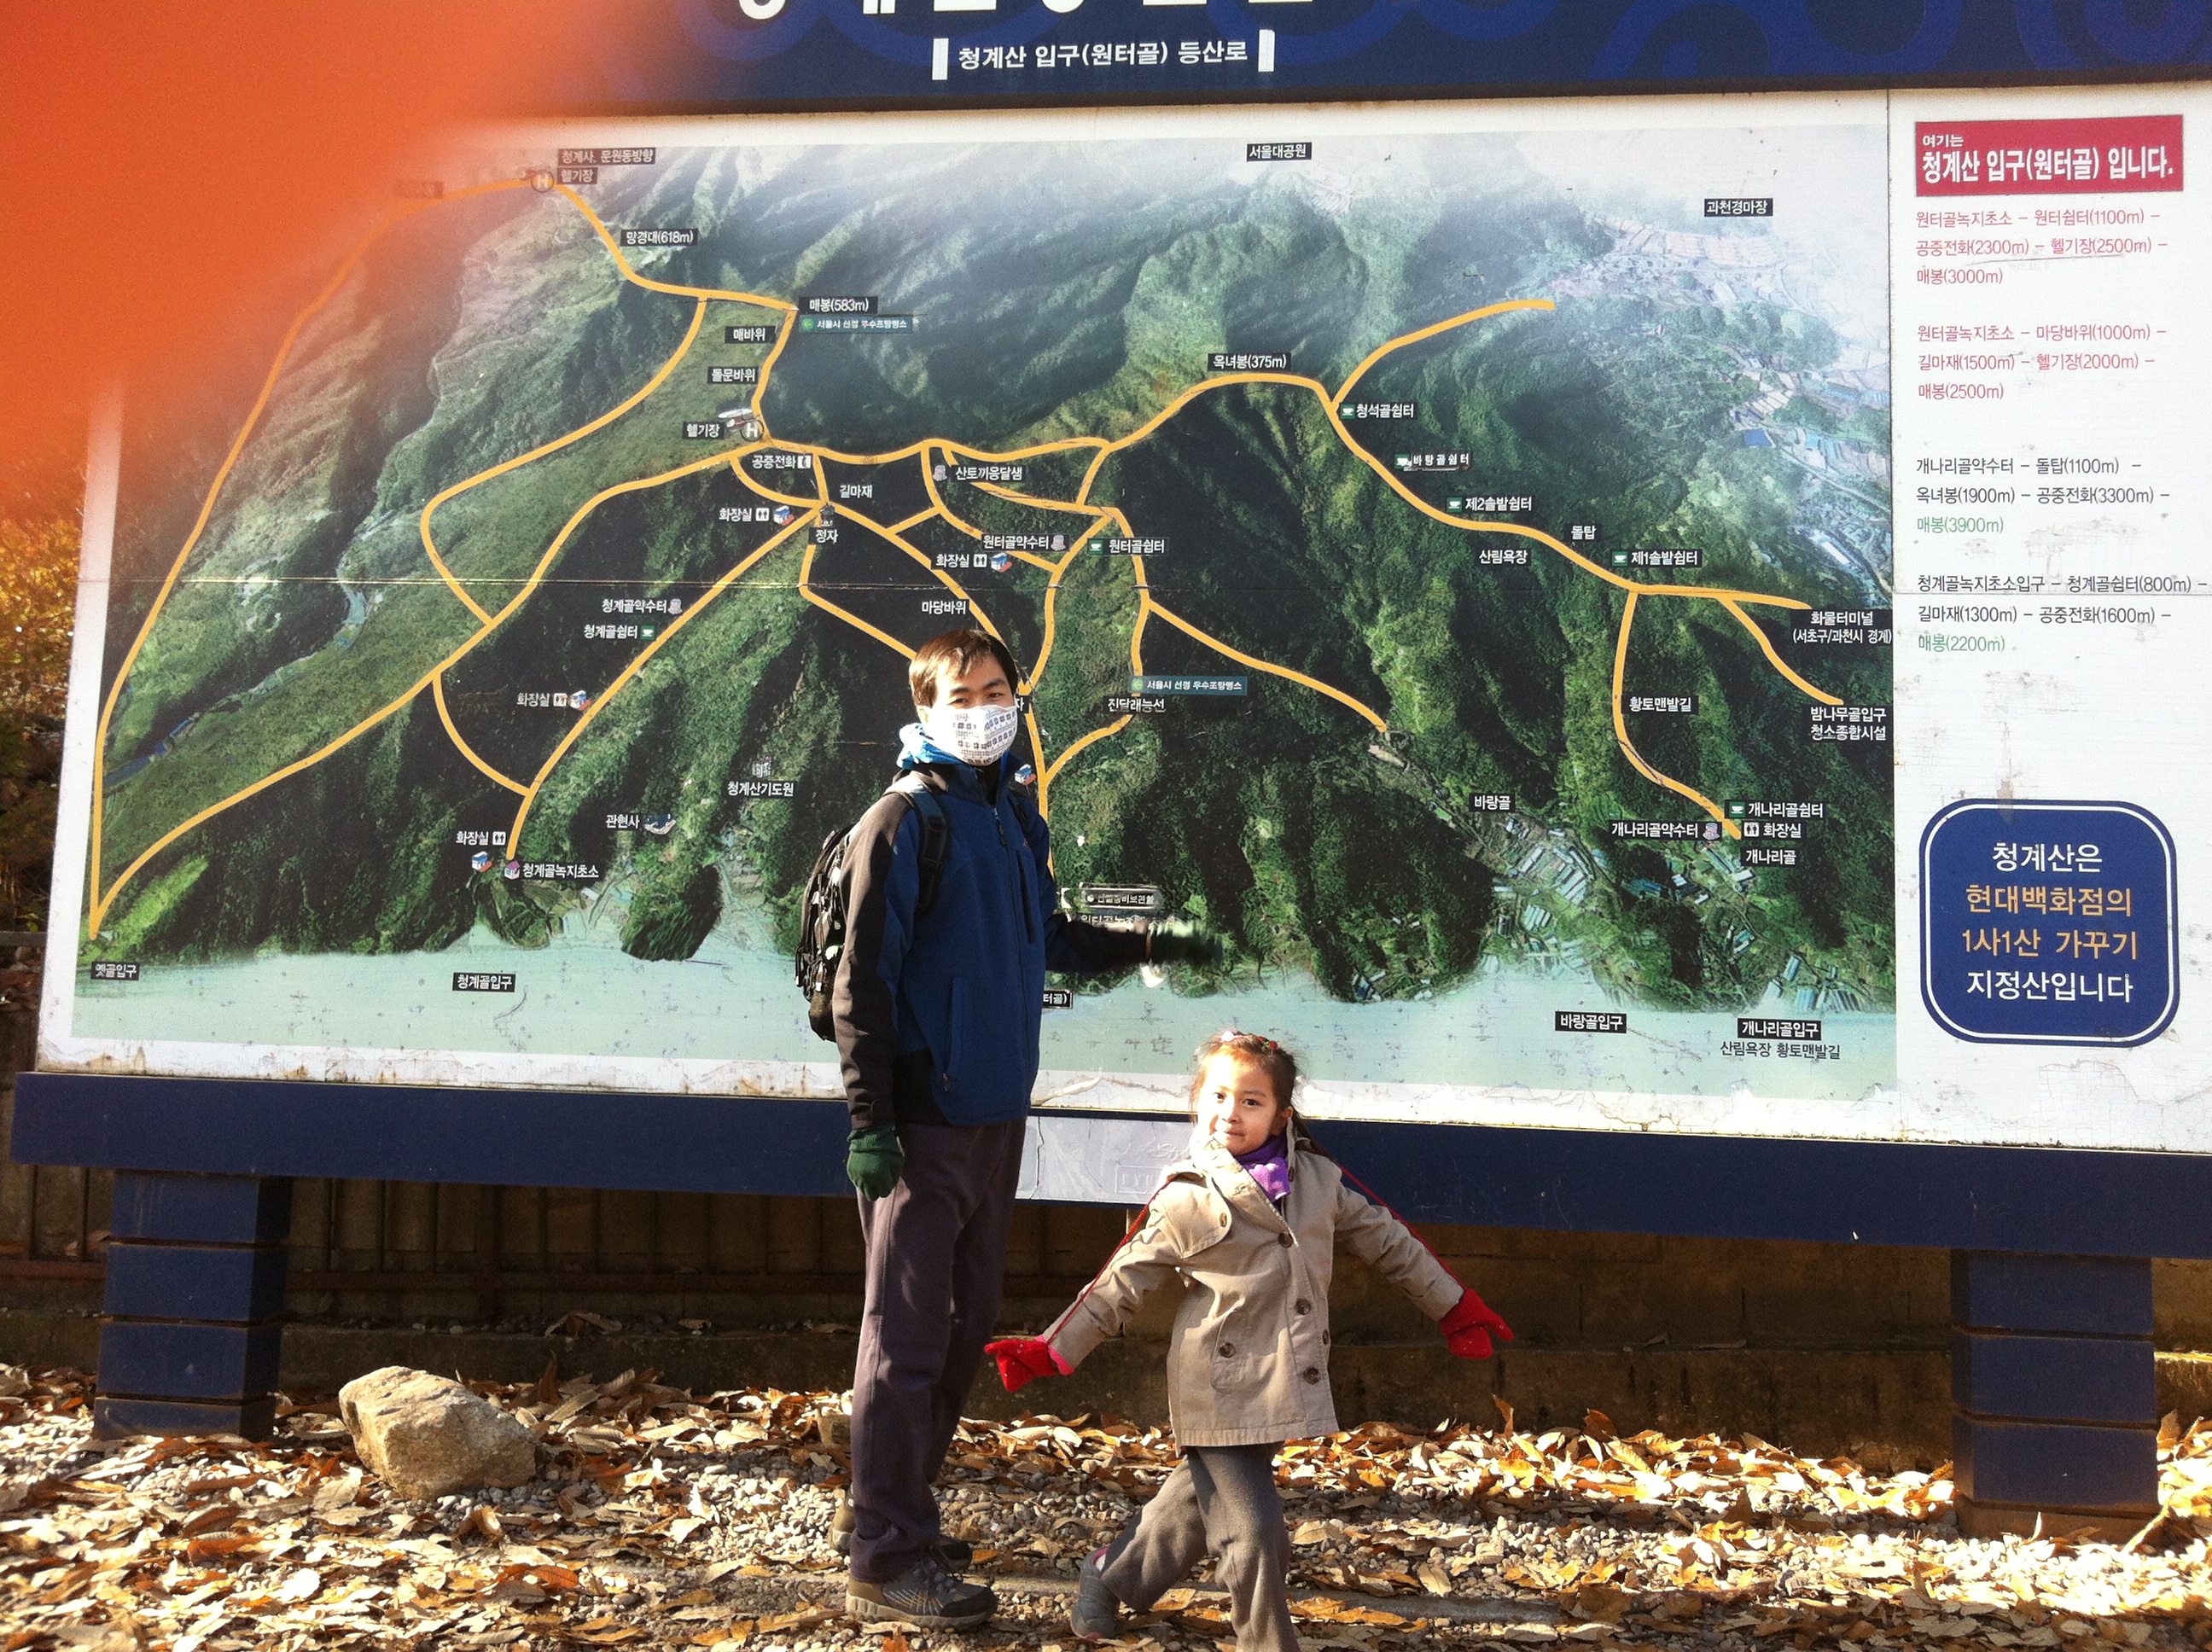 청계산 입구(원터골) 등산로
청계사, 문원동방향
헬기장
서울대공원
과천경마장
망경대(618m)
매봉(583m)
서울시 선정 우수조망명소
매바위
돌문바위
옥녀봉(375m)
헬기장
청석골쉼터
공중전화
산토끼옹달샘
바랑골쉼터
길마재
제2솔밭쉼터
화장실
정자
원터골약수터
원터골쉼터
돌탑
화장실
산림욕장
제1솔밭쉼터
청계골약수터
마당바위
청계골쉼터
화물터미널
(서초구/과천시 경계)
화장실
서울시 선정 우수조망명소
진달래능선
황토맨발길
밤나무골입구
청소종합시설
청계산기도원
바랑골
개나리골쉼터
관현사
개나리골약수터
화장실
화장실
개나리골
청계골녹지초소
옛골입구
청계골입구
터골)
바랑골입구
개나리골입구
산림욕장 황토맨발길
여기는
청계산 입구(원터골) 입니다.
원터골녹지초소 - 원터쉼터(1100m) -
공중전화(2300m) - 헬기장(2500m) -
매봉(3000m)
원터골녹지초소 - 마당바위(1000m) -
길마재(1500m) - 헬기장(2000m) -
매봉(2500m)
개나리골약수터 - 돌탑(1100m) -
옥녀봉(1900m) - 공중전화(3300m) -
매봉(3900m)
청계골녹지초소입구 - 청계골쉼터(800m) -
길마재(1300m) - 공중전화(1600m) -
매봉(2200m)
청계산은
현대백화점의
1사1산 가꾸기
지정산입니다